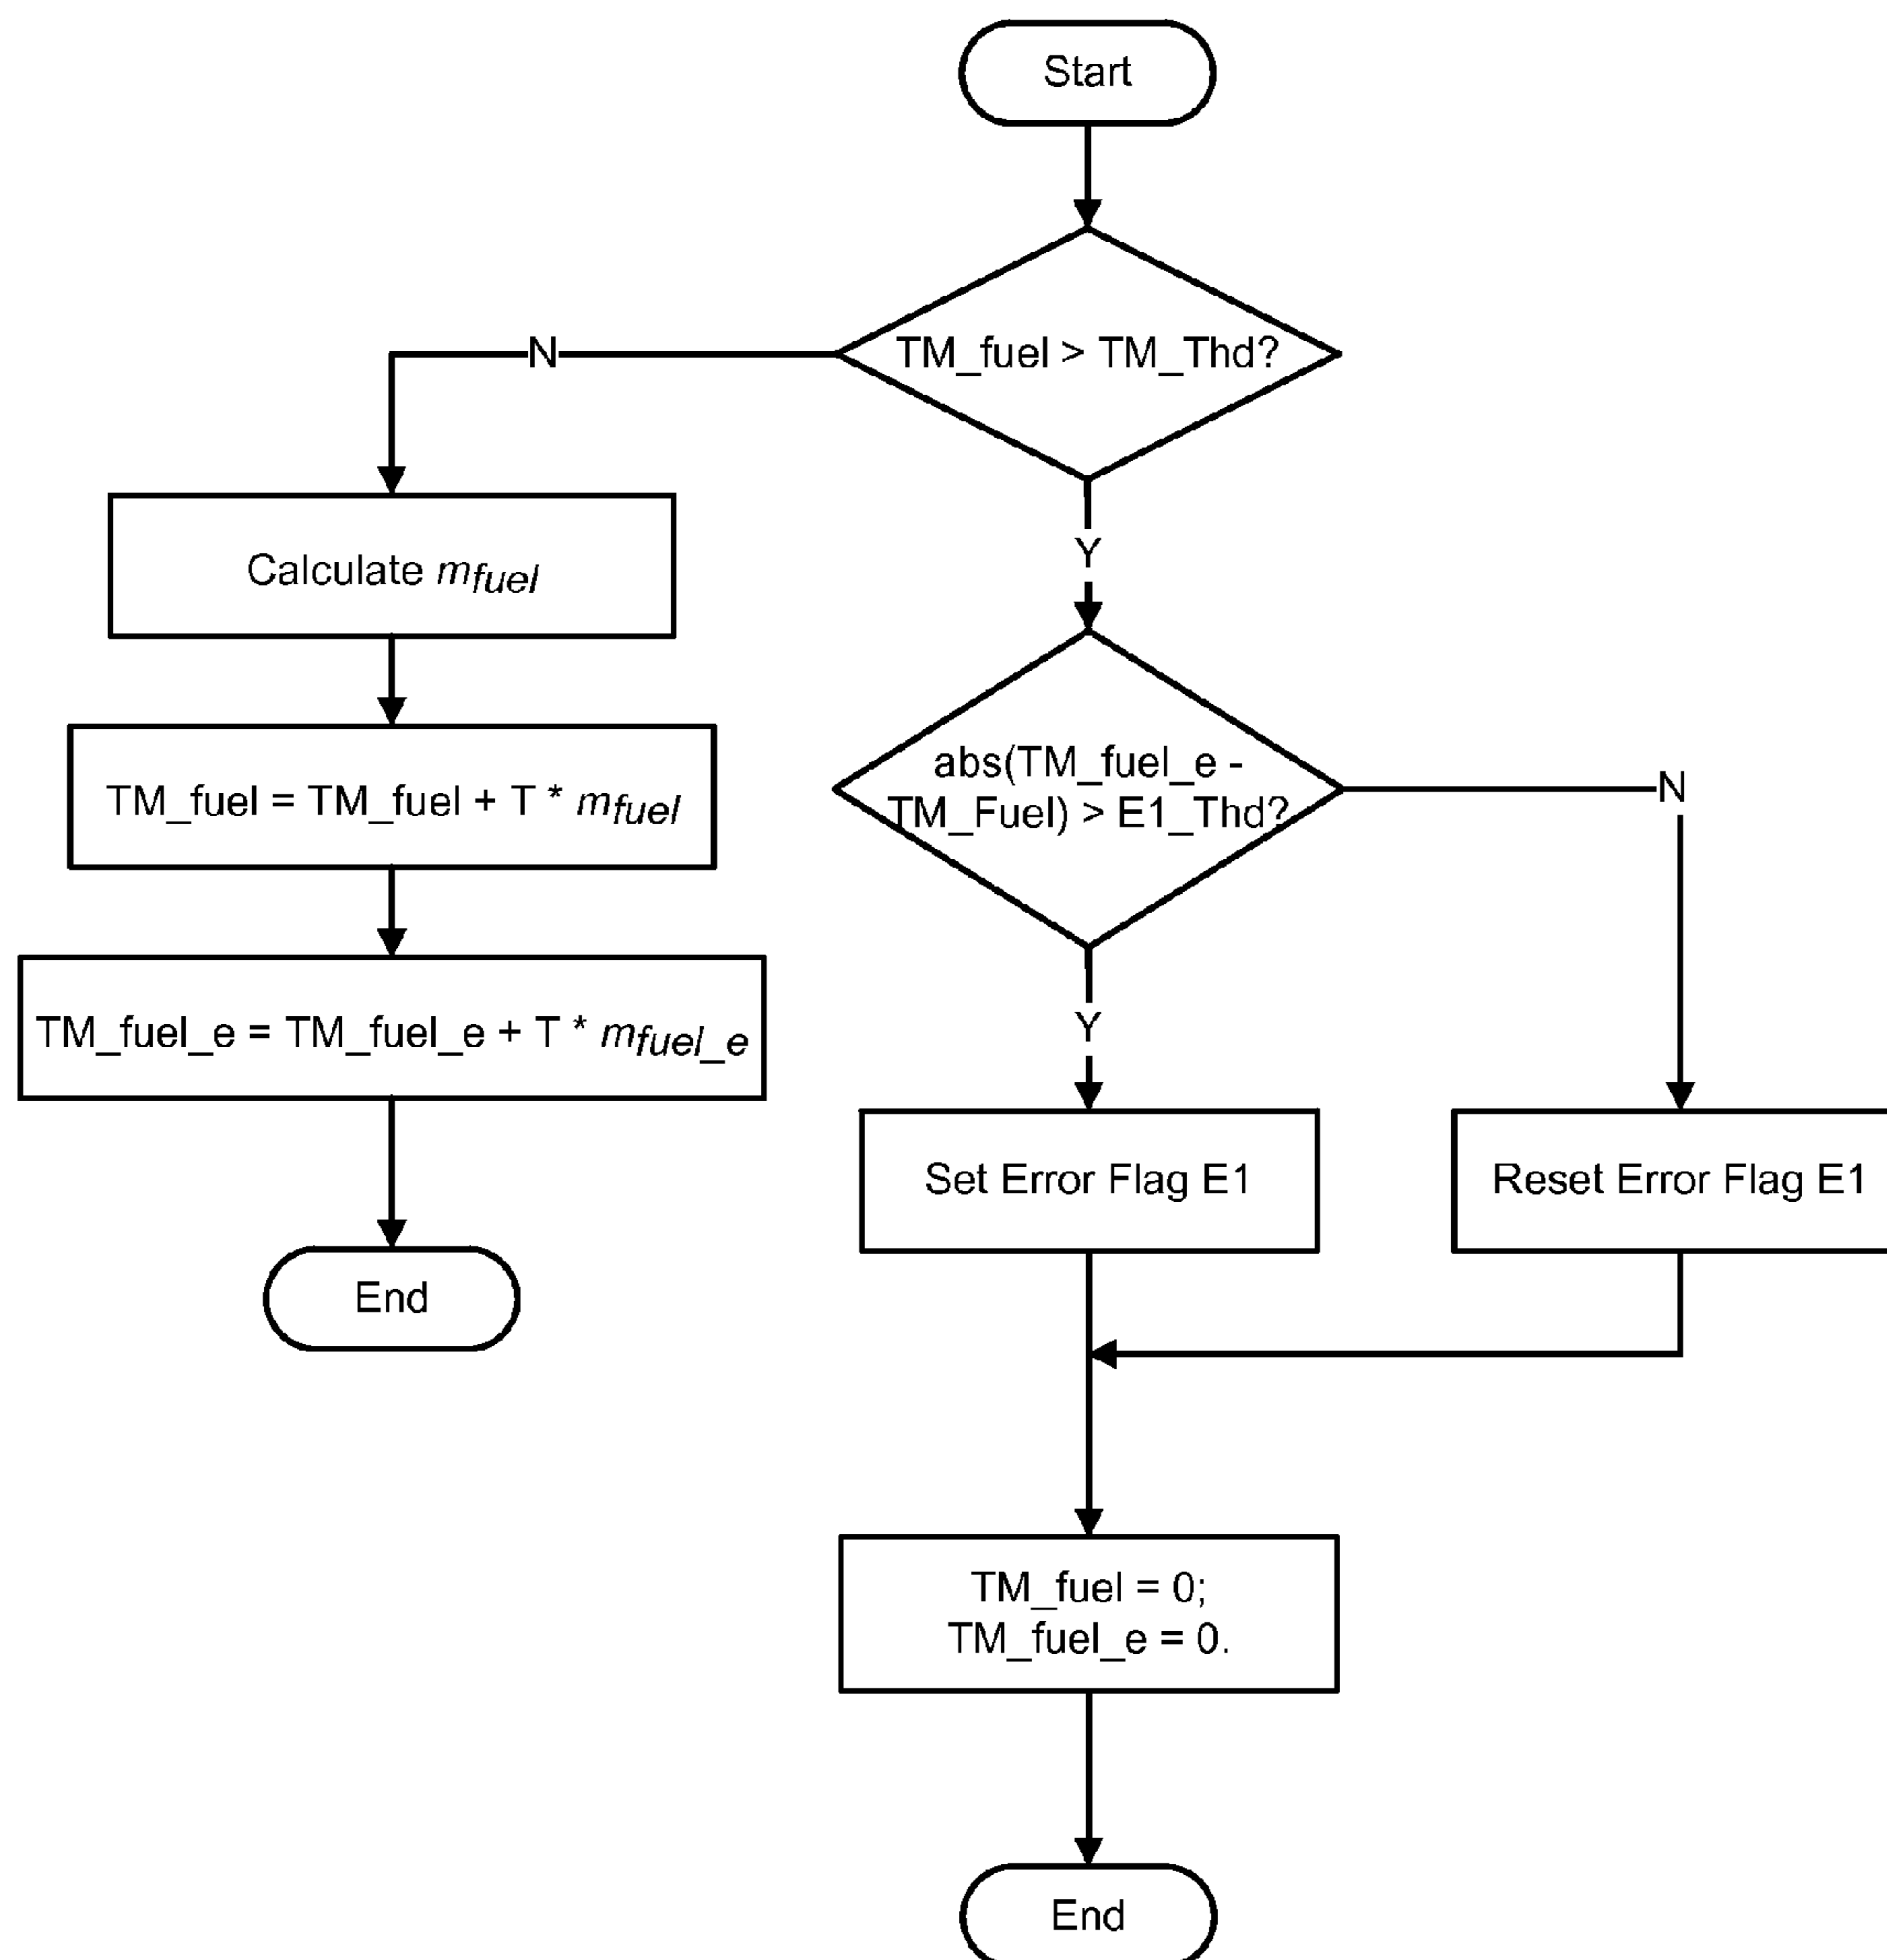 Start
TM_fuel > TM_Thd?
N
Y
Calculate mfuel
TM_fuel = TM_fuel + T * mfuel
TM_fuel_e = TM_fuel_e + T * mfuel_e
End
abs(TM_fuel_e -
TM_Fuel) > E1_Thd?
N
Y
Set Error Flag E1
Reset Error Flag E1
TM_fuel = 0;
TM_fuel_e = 0.
End